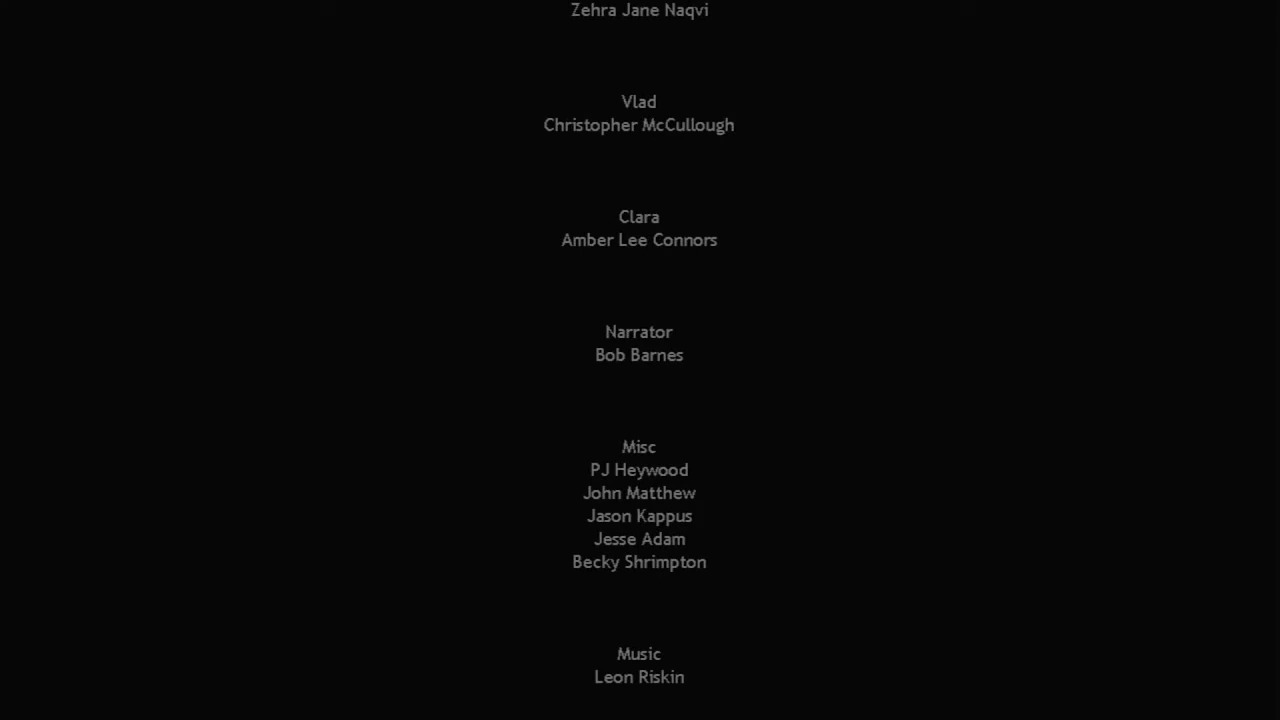 Zehra Jane Naqvi
Vlad
Christopher McCullough
Clara
Amber Lee Connors
Narrator
Bob Barnes
Misc
PJ Heywood
John Matthew
Jason Kappus
Jesse Adam
Becky Shrimpton
Music
Leon Riskin